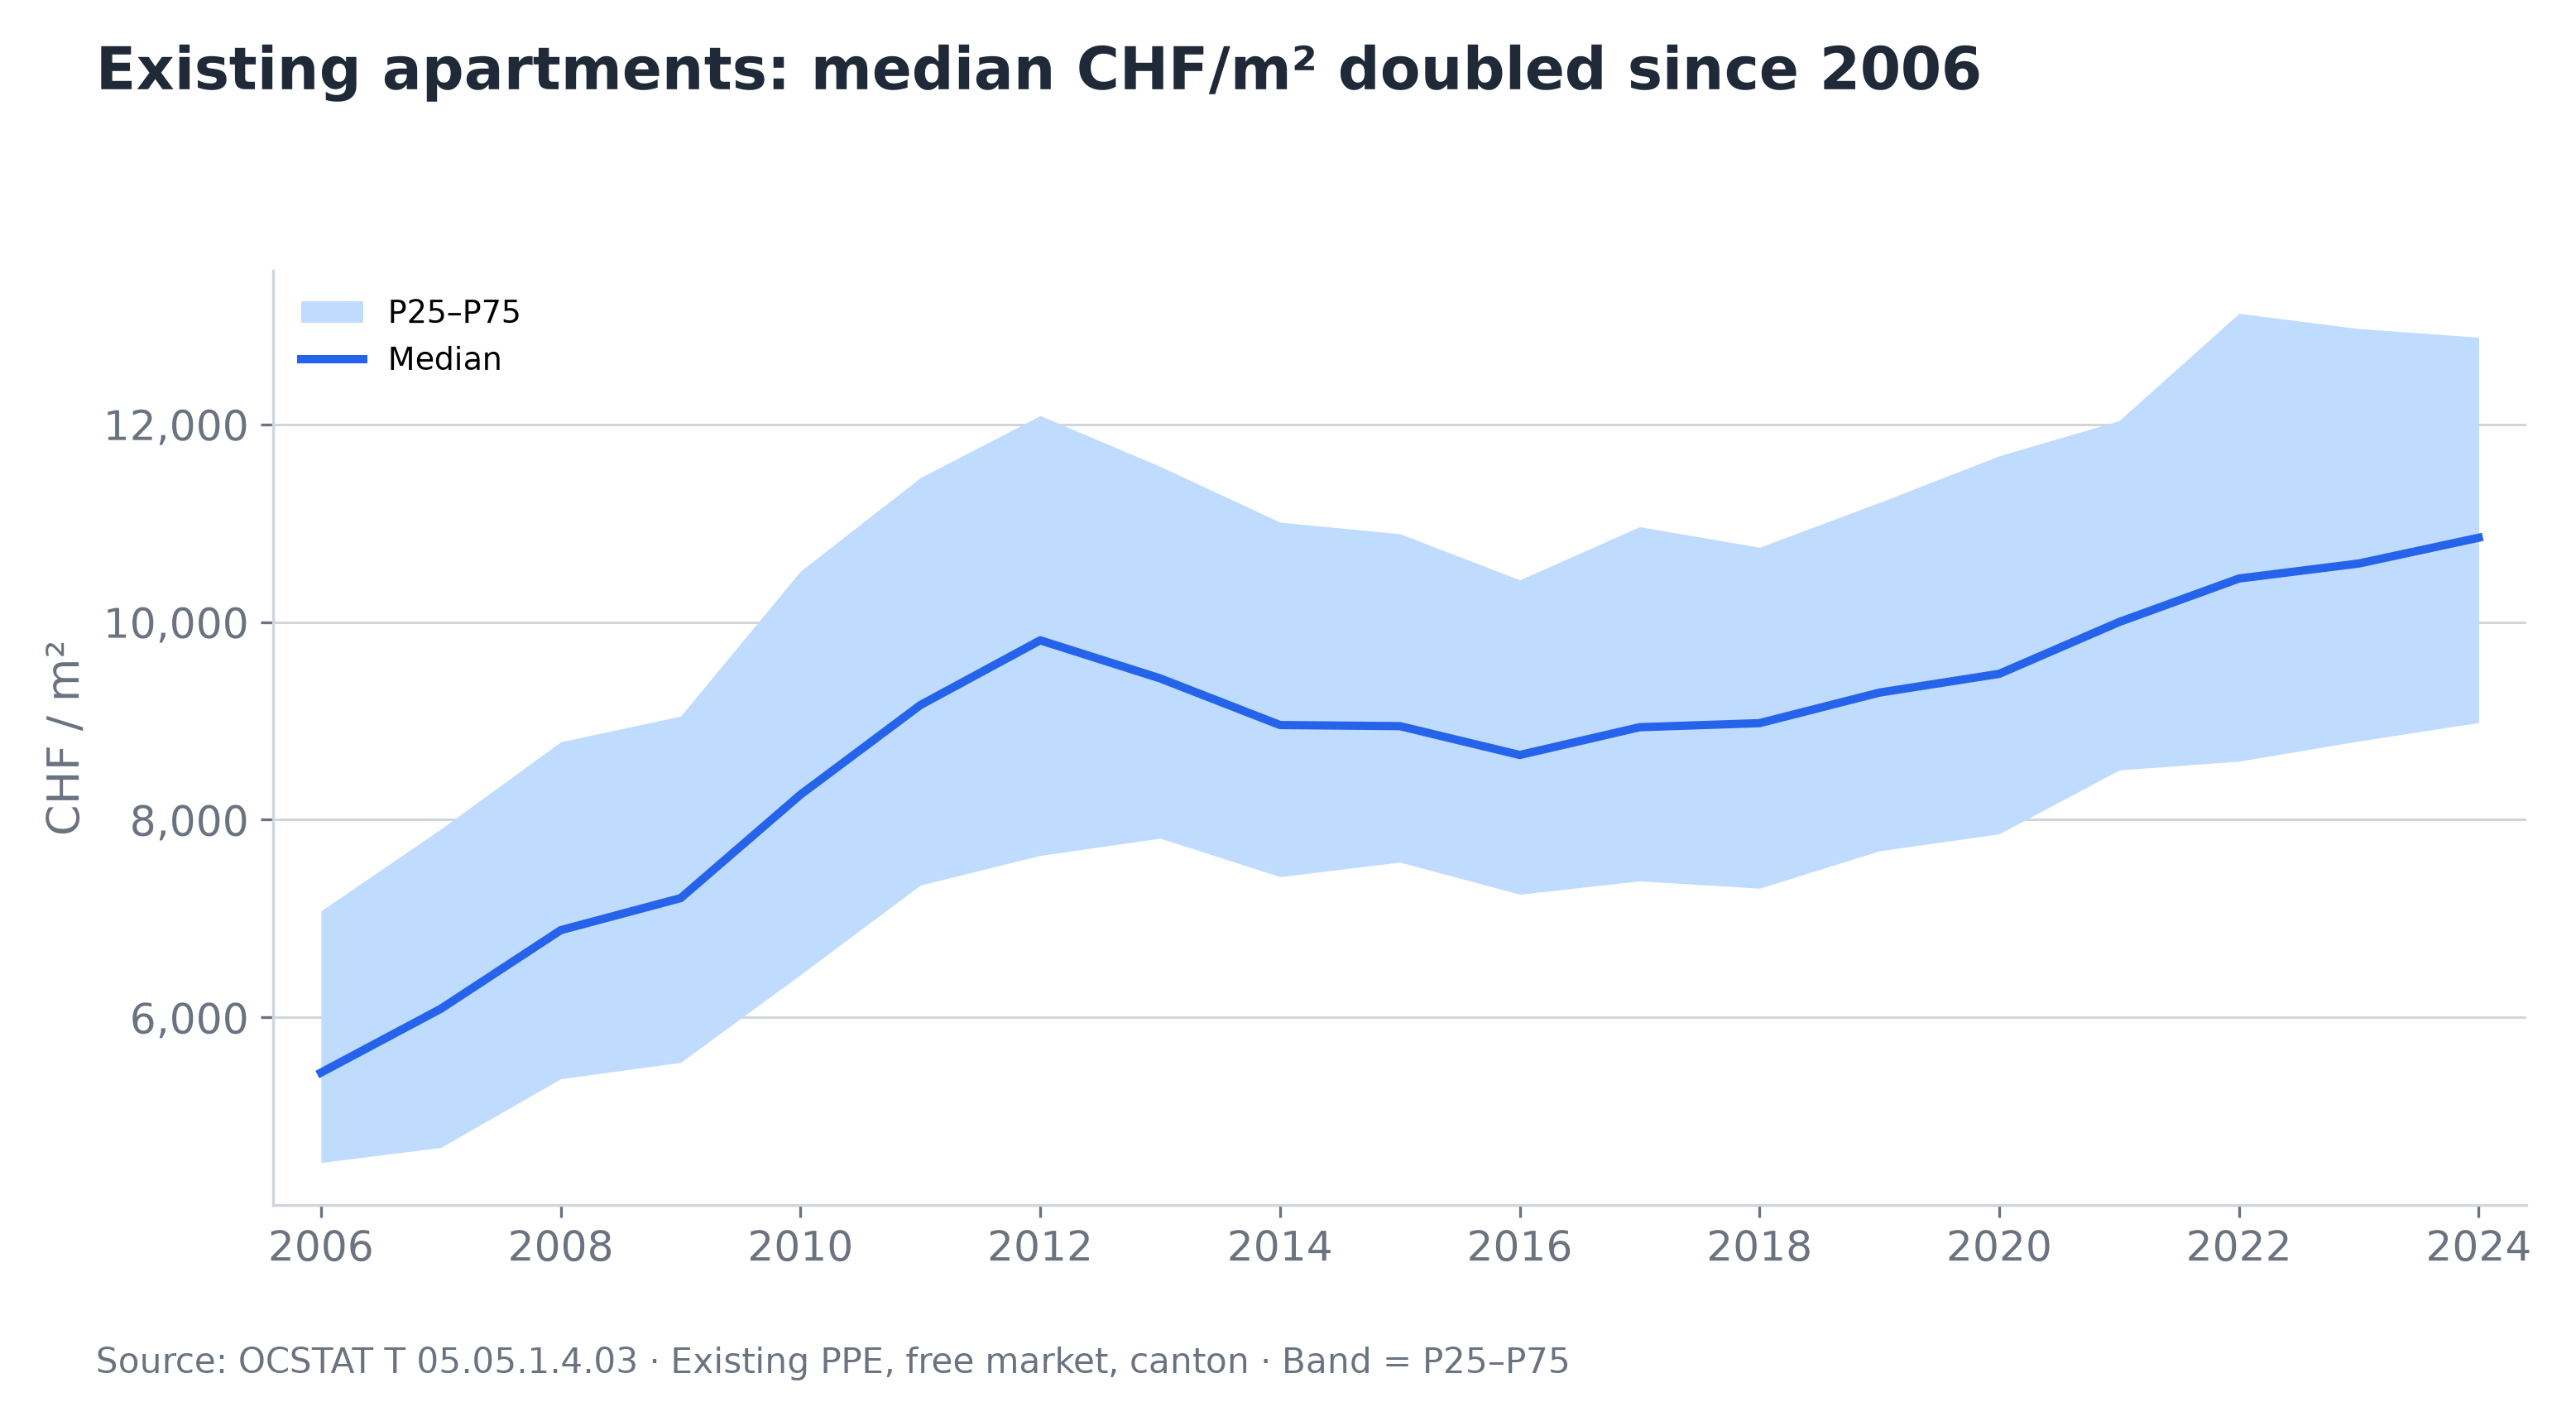 Existing apartments: median CHF/m² doubled since 2006
P25–P75
Median
CHF / m²
12,000
10,000
8,000
6,000
2006 2008 2010 2012 2014 2016 2018 2020 2022 2024
Source: OCSTAT T 05.05.1.4.03 · Existing PPE, free market, canton · Band = P25–P75